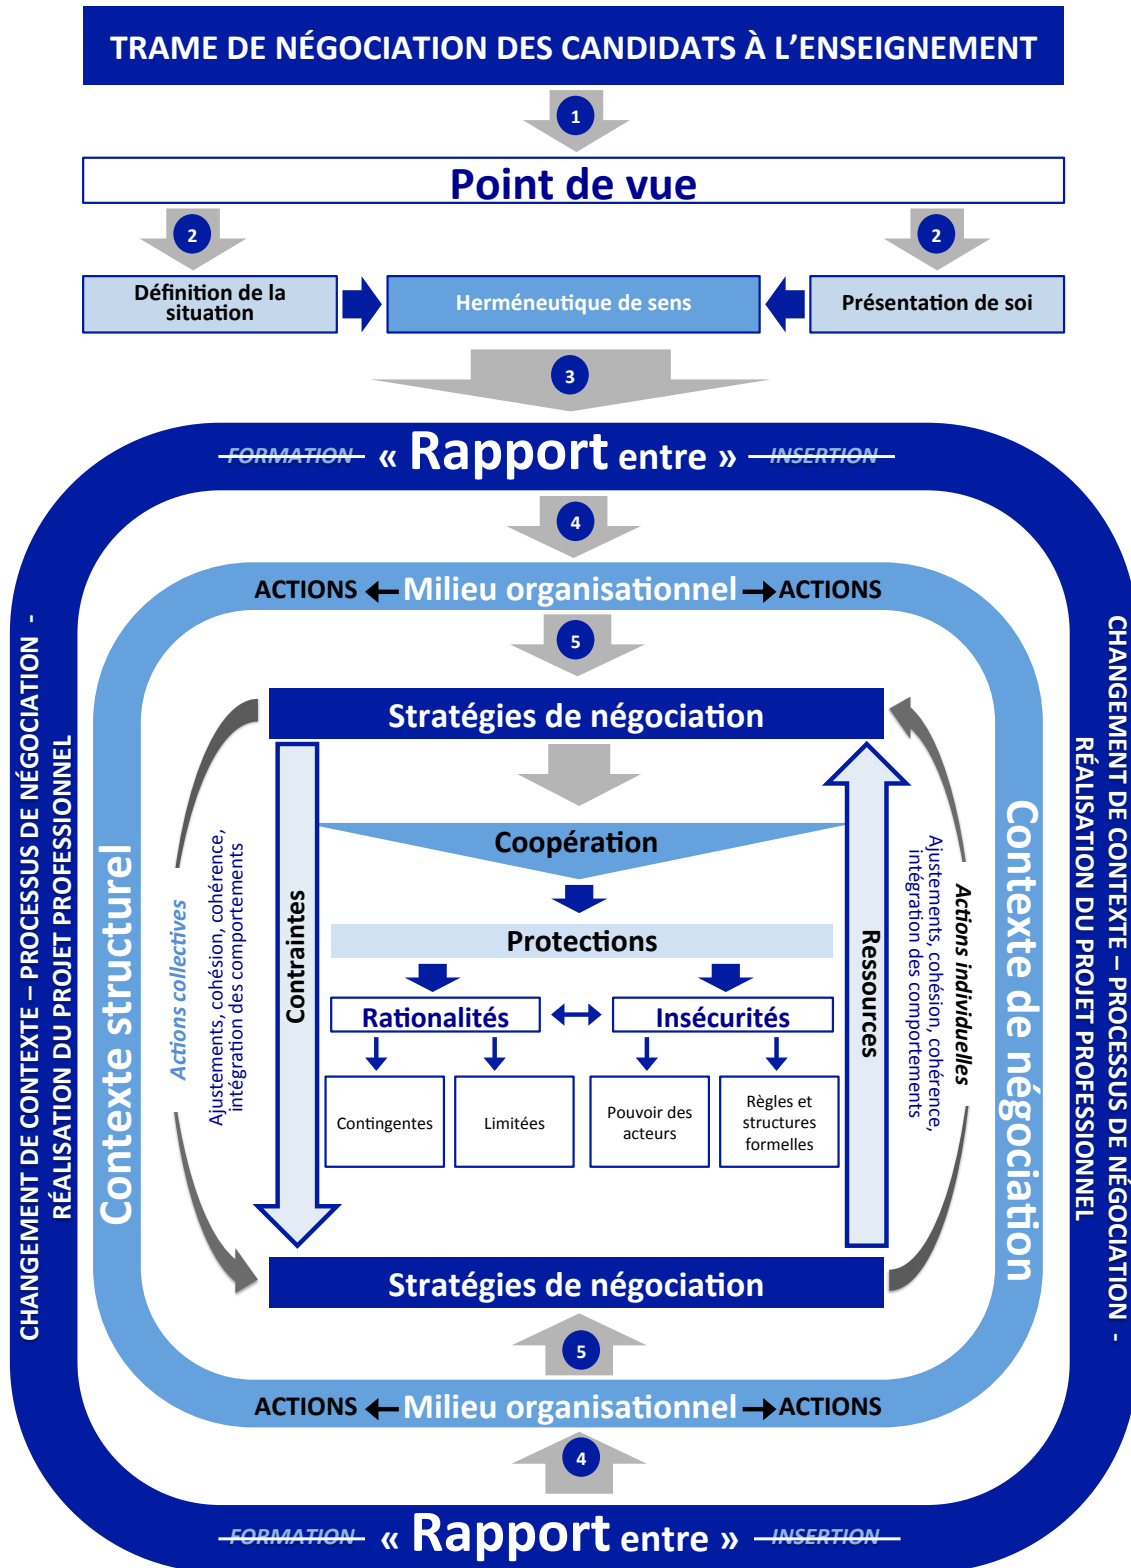 TRAME DE NÉGOCIATION DES CANDIDATS À L’ENSEIGNEMENT
1
Point de vue
2
2
Définition de la
situation
Herméneutique de sens
Présentation de soi
3
FORMATION « Rapport entre » INSERTION
4
ACTIONS Milieu organisationnel ACTIONS
5
CHANGEMENT DE CONTEXTE – PROCESSUS DE NÉGOCIATION -
RÉALISATION DU PROJET PROFESSIONNEL
Contexte structurel
Actions collectives
Ajustements, cohésion, cohérence,
intégration des comportements
Stratégies de négociation
Contraintes
Coopération
Protections
Rationalités
Insécurités
Contingentes
Limitées
Pouvoir des
acteurs
Règles et
structures
formelles
Ressources
Ajustements, cohésion, cohérence,
intégration des comportements
Actions individuelles
Contexte de négociation
CHANGEMENT DE CONTEXTE – PROCESSUS DE NÉGOCIATION -
RÉALISATION DU PROJET PROFESSIONNEL
Stratégies de négociation
5
ACTIONS Milieu organisationnel ACTIONS
4
FORMATION « Rapport entre » INSERTION